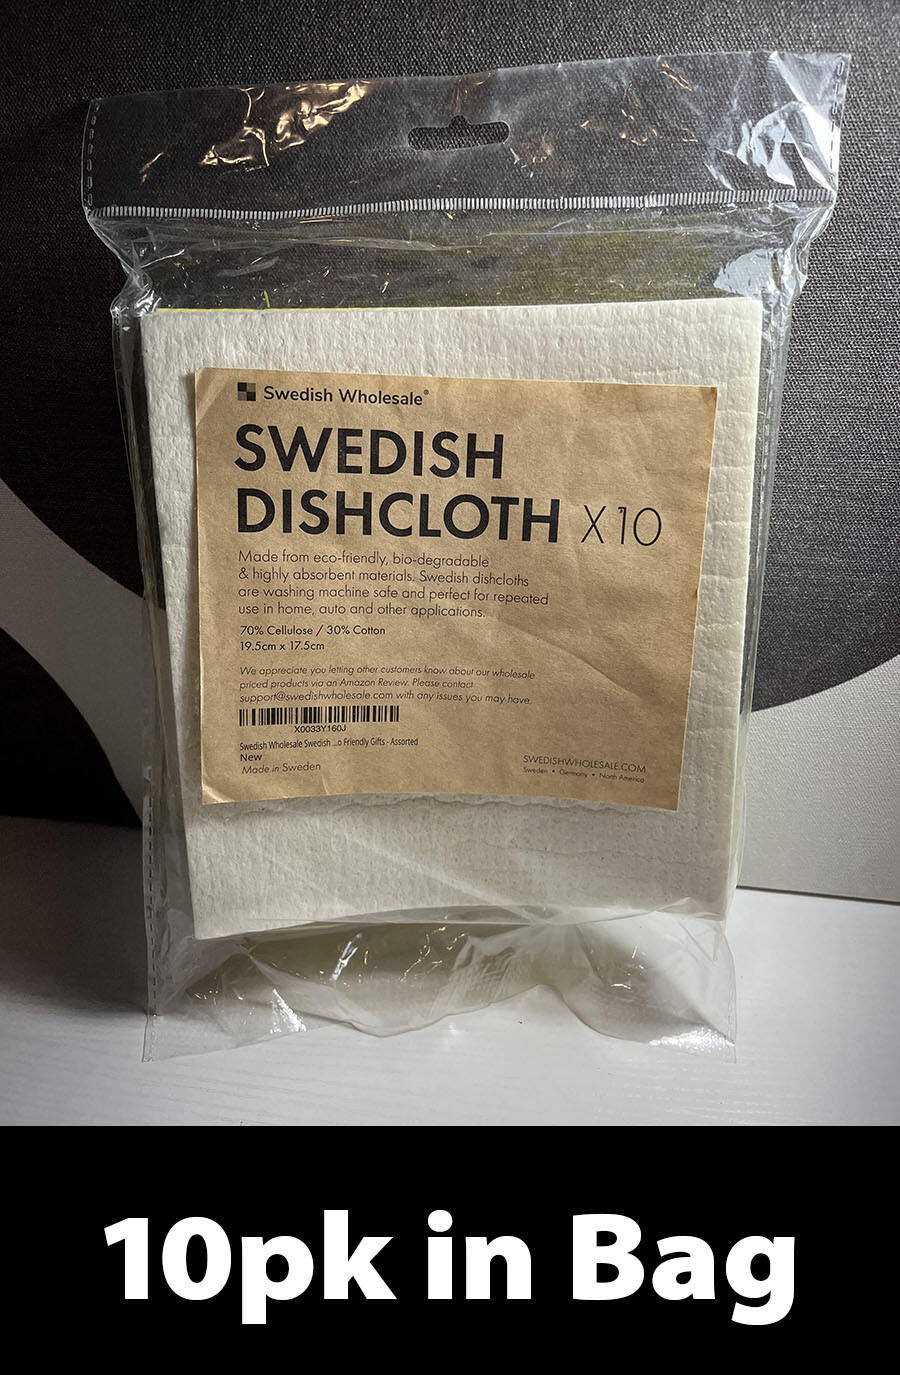 Swedish Wholesale®
SWEDISH
DISHCLOTH X10
Made from eco-friendly, bio-degradable
& highly absorbent materials. Swedish dishcloths
are washing machine safe and perfect for repeated
use in home, auto and other applications.
70% Cellulose / 30% Cotton
19.5cm x 17.5cm
We appreciate you letting other customers know about our wholesale
priced products via an Amazon Review. Please contact
support@swedishwholesale.com with any issues you may have.
X0033Y160J
Swedish Wholesale Swedish ...o Friendly Gifts - Assorted
New
Made in Sweden
SWEDISHWHOLESALE.COM
Sweden • Germany • North America
10pk in Bag